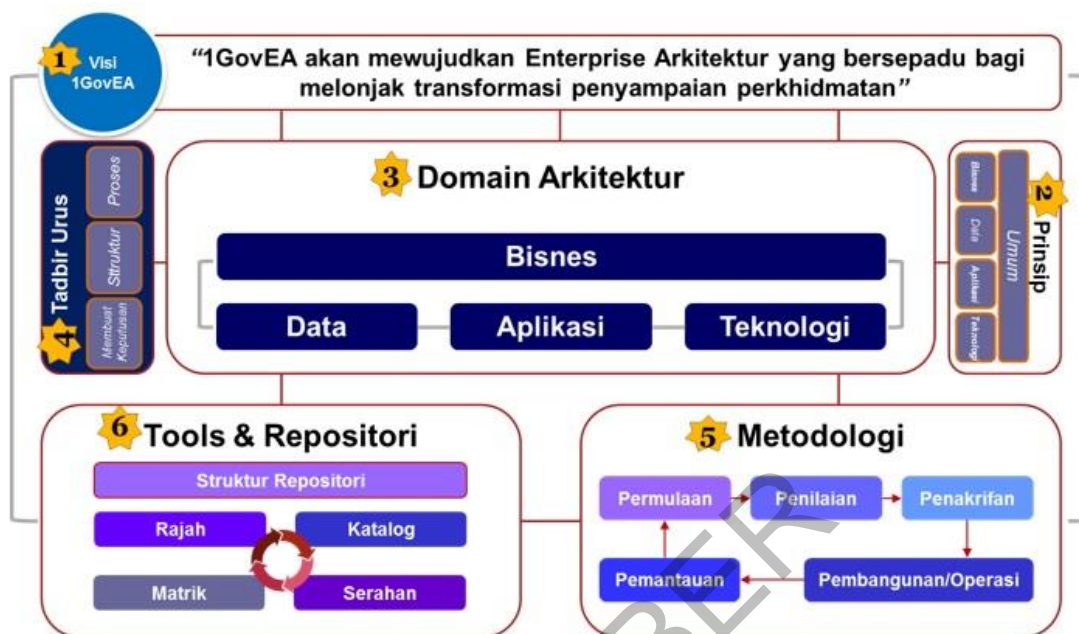 1
Visi
1GovEA
“1GovEA akan mewujudkan Enterprise Arkitektur yang bersepadu bagi
melonjak transformasi penyampaian perkhidmatan”
4
Tadbir Urus
Proses
Sttruktur
Membuat
Keputusan
3
Domain Arkitektur
Bisnes
Data
Aplikasi
Teknologi
2
Prinsip
Umum
Bisnes
Data
Aplikasi
Teknologi
6
Tools & Repositori
Struktur Repositori
Rajah
Katalog
Matrik
Serahan
5
Metodologi
Permulaan
Penilaian
Penakrifan
Pemantauan
Pembangunan/Operasi
BER